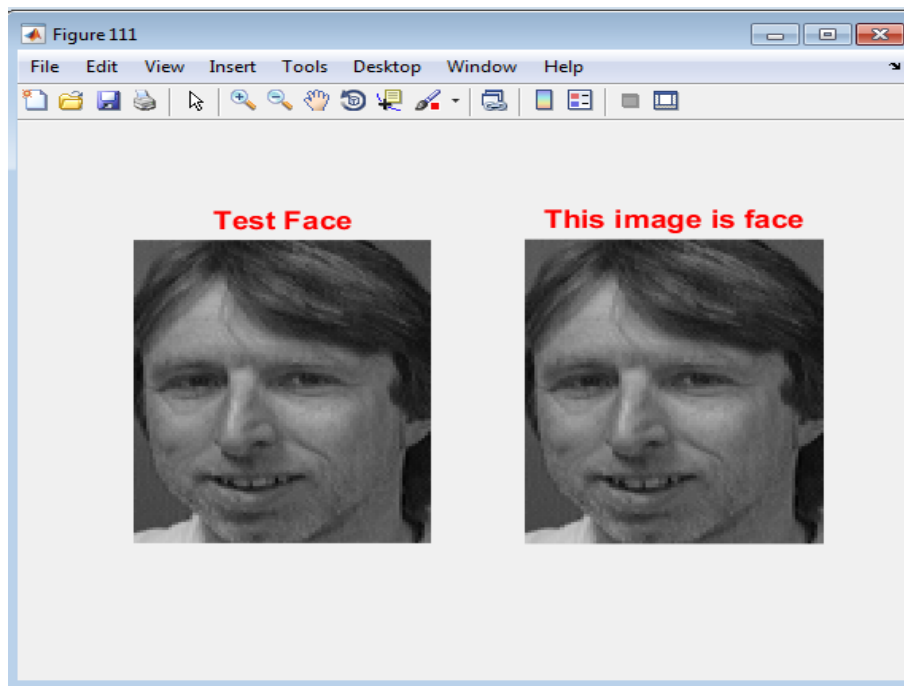 Figure 111
File Edit View Insert Tools Desktop Window Help
Test Face
This image is face